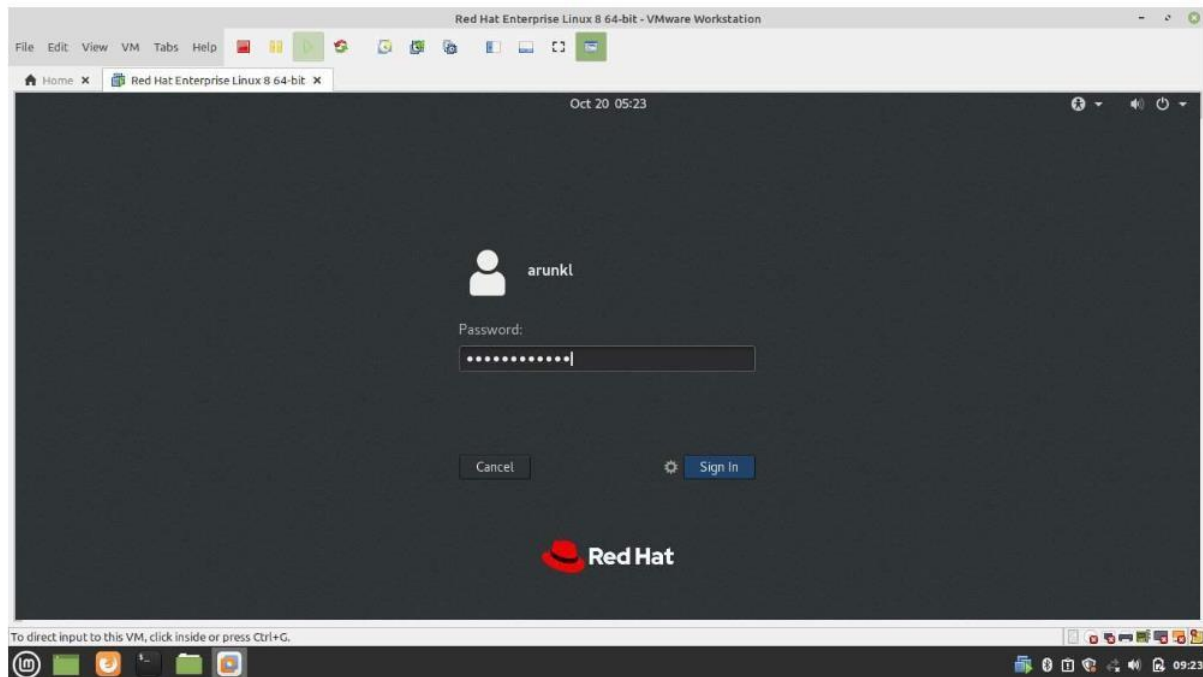 Red Hat Enterprise Linux 8 64-bit - VMware Workstation
File Edit View VM Tabs Help
Home Red Hat Enterprise Linux 8 64-bit
Oct 20 05:23
arunkl
Password:
Cancel Sign In
Red Hat
To direct input to this VM, click inside or press Ctrl+G.
09:23